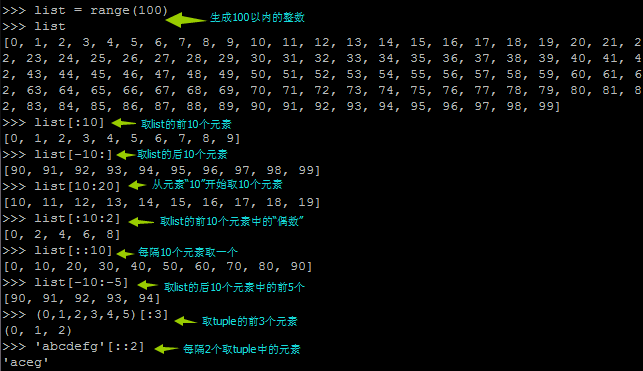 >>> list = range(100) 生成100以内的整数
>>> list
[0, 1, 2, 3, 4, 5, 6, 7, 8, 9, 10, 11, 12, 13, 14, 15, 16, 17, 18, 19, 20, 21, 2
2, 23, 24, 25, 26, 27, 28, 29, 30, 31, 32, 33, 34, 35, 36, 37, 38, 39, 40, 41, 4
2, 43, 44, 45, 46, 47, 48, 49, 50, 51, 52, 53, 54, 55, 56, 57, 58, 59, 60, 61, 6
2, 63, 64, 65, 66, 67, 68, 69, 70, 71, 72, 73, 74, 75, 76, 77, 78, 79, 80, 81, 8
2, 83, 84, 85, 86, 87, 88, 89, 90, 91, 92, 93, 94, 95, 96, 97, 98, 99]
>>> list[:10] 取list的前10个元素
[0, 1, 2, 3, 4, 5, 6, 7, 8, 9]
>>> list[-10:] 取list的后10个元素
[90, 91, 92, 93, 94, 95, 96, 97, 98, 99]
>>> list[10:20] 从元素“10”开始取10个元素
[10, 11, 12, 13, 14, 15, 16, 17, 18, 19]
>>> list[:10:2] 取list的前10个元素中的“偶数”
[0, 2, 4, 6, 8]
>>> list[::10] 每隔10个元素取一个
[0, 10, 20, 30, 40, 50, 60, 70, 80, 90]
>>> list[-10:-5] 取list的后10个元素中的前5个
[90, 91, 92, 93, 94]
>>> (0,1,2,3,4,5)[:3] 取tuple的前3个元素
(0, 1, 2)
>>> 'abcdefg'[::2] 每隔2个取tuple中的元素
'aceg'